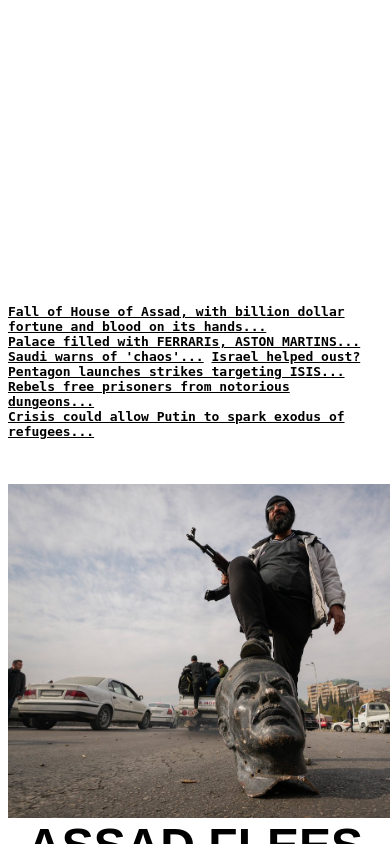 Fall of House of Assad, with billion dollar
fortune and blood on its hands...
Palace filled with FERRARIs, ASTON MARTINS...
Saudi warns of 'chaos'... Israel helped oust?
Pentagon launches strikes targeting ISIS...
Rebels free prisoners from notorious
dungeons...
Crisis could allow Putin to spark exodus of
refugees...
ASSAD FLEES